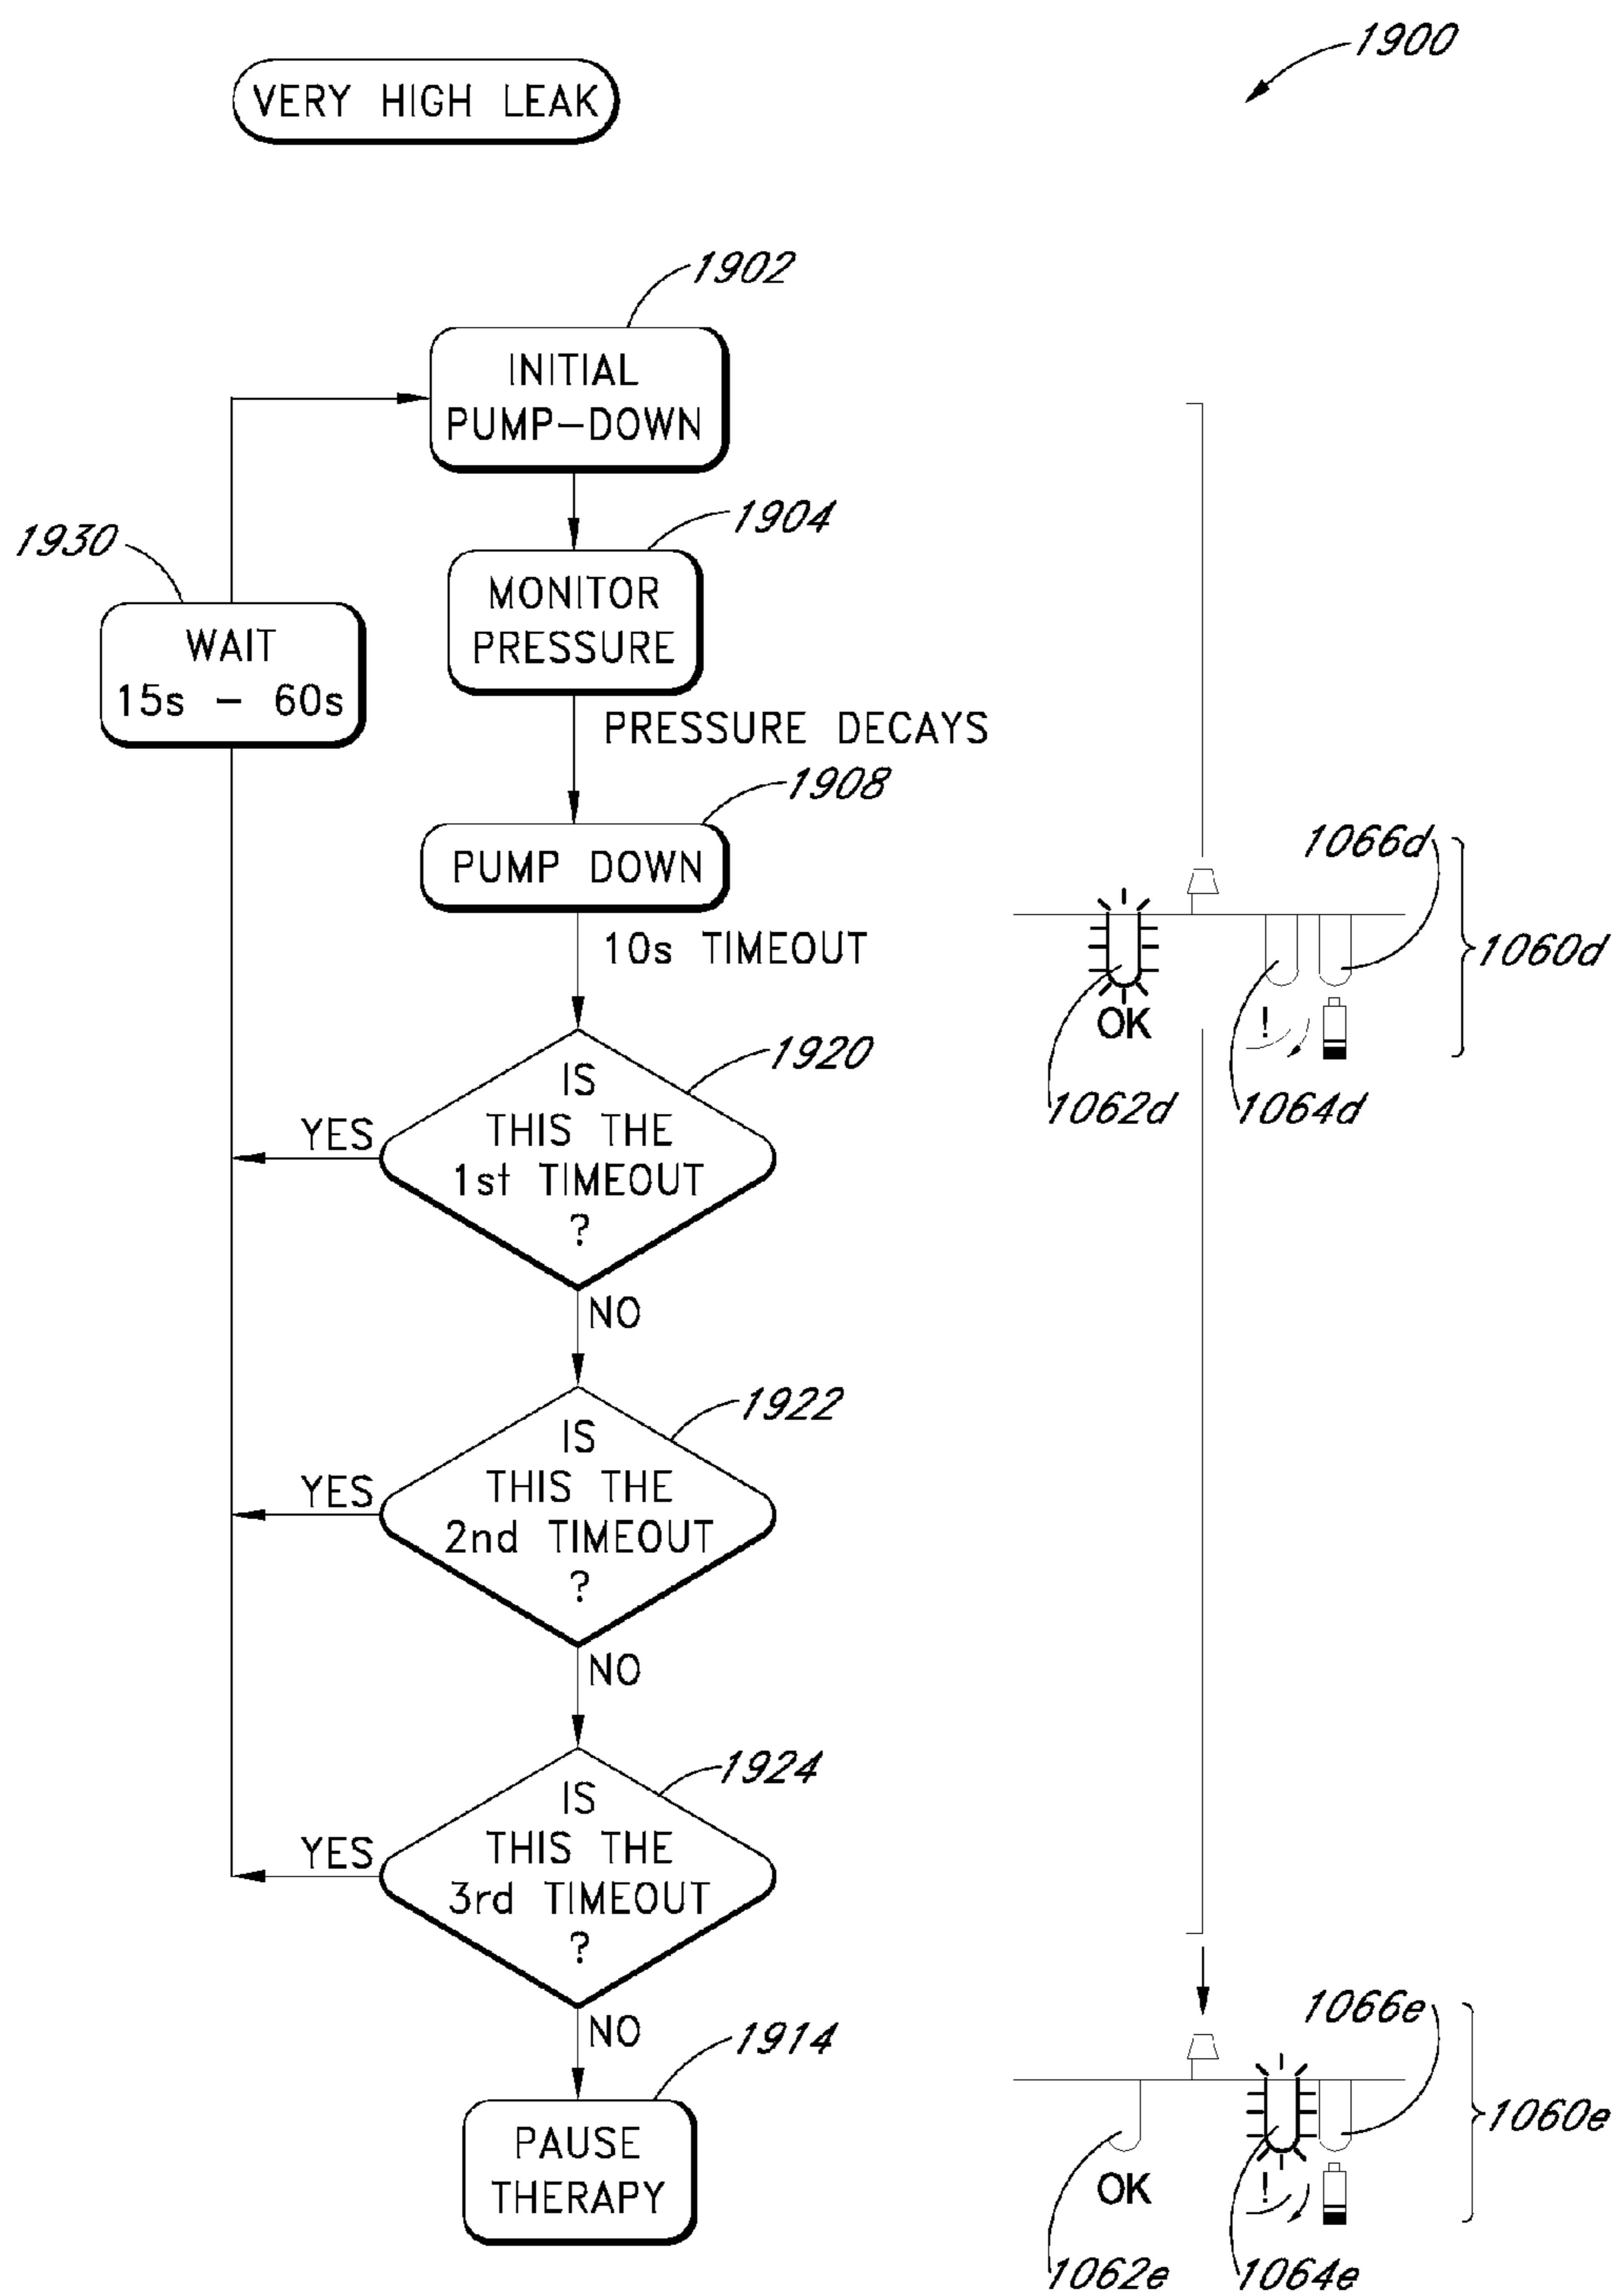 1900
VERY HIGH LEAK
1902
INITIAL
PUMP-DOWN
1904
1930
MONITOR
PRESSURE
WAIT
15s - 60s
PRESSURE DECAYS
1908
PUMP DOWN
10s TIMEOUT
1066d
1060d
OK
!
1062d
1064d
1920
IS
THIS THE
1st TIMEOUT
?
YES
NO
1922
IS
THIS THE
2nd TIMEOUT
?
YES
NO
1924
IS
THIS THE
3rd TIMEOUT
?
YES
NO
1914
PAUSE
THERAPY
1066e
1060e
OK
!
1062e
1064e